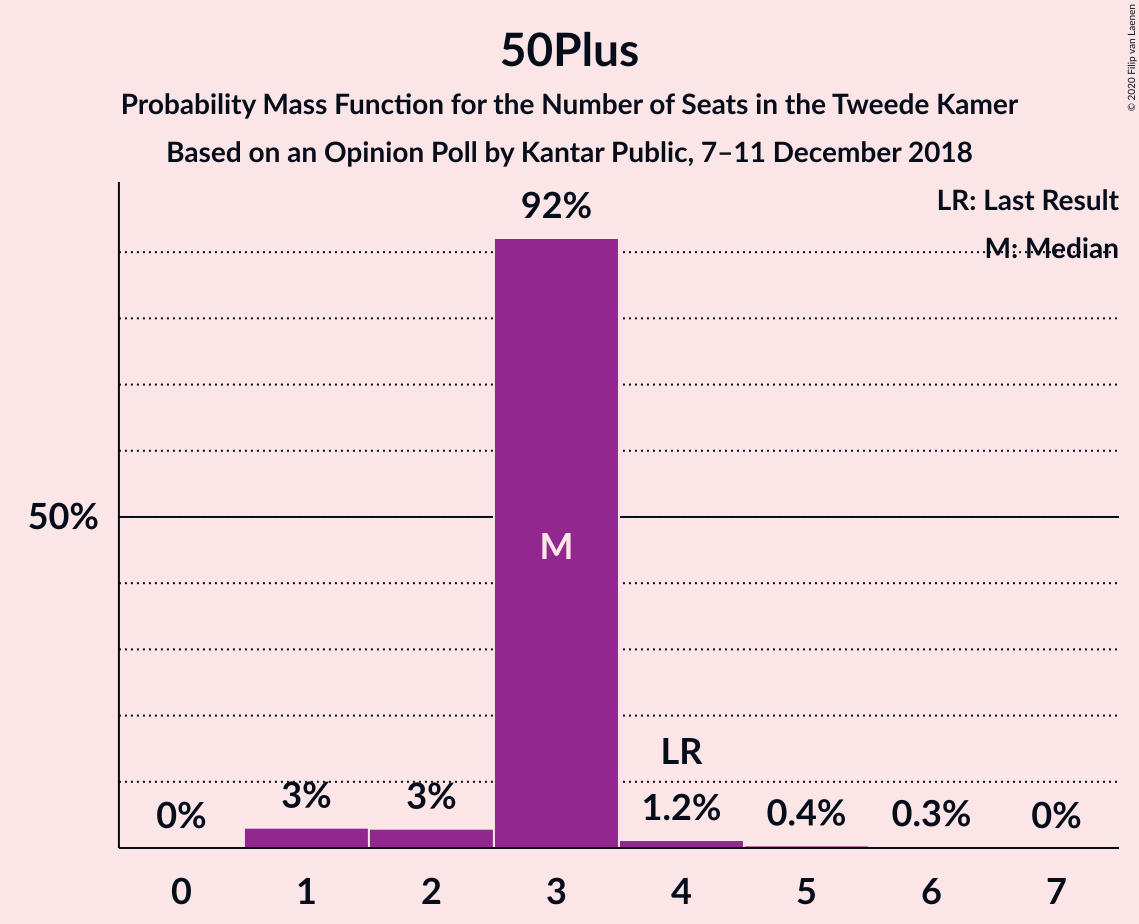 50Plus
Probability Mass Function for the Number of Seats in the Tweede Kamer
Based on an Opinion Poll by Kantar Public, 7–11 December 2018
© 2020 Filip van Laenen
LR: Last Result
M: Median
92%
50%
M
LR
0%
3%
3%
1.2%
0.4%
0.3%
0%
0 1 2 3 4 5 6 7